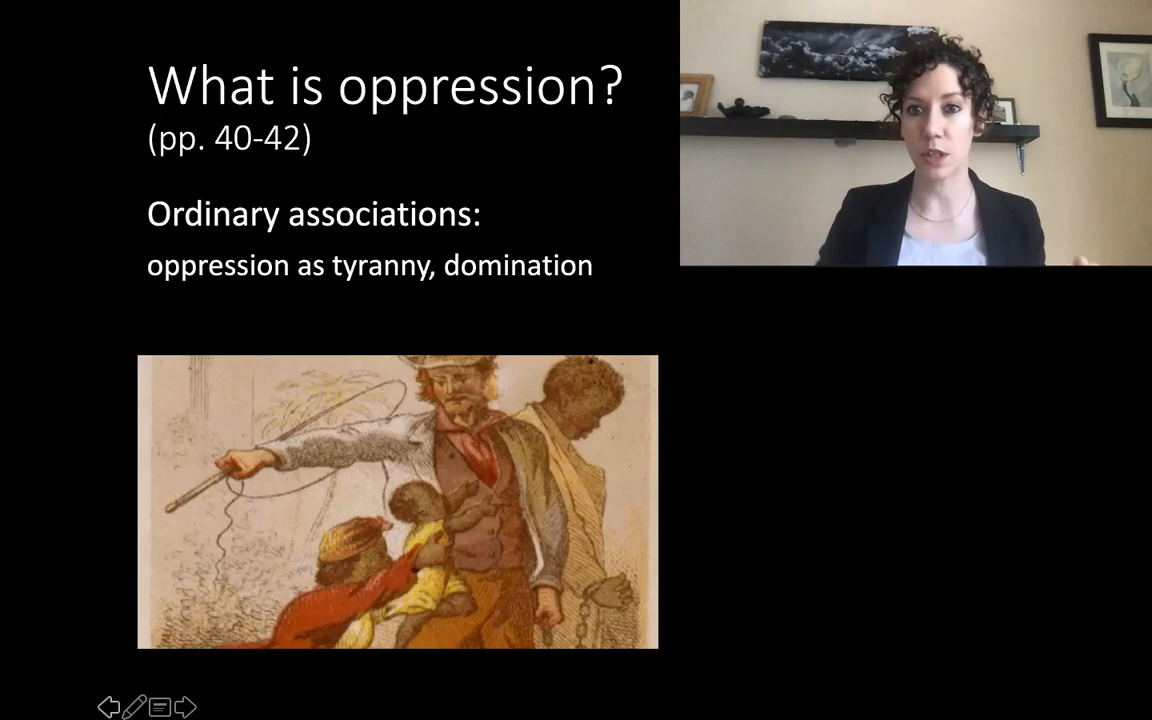 What is oppression?
(pp. 40-42)
Ordinary associations:
oppression as tyranny, domination